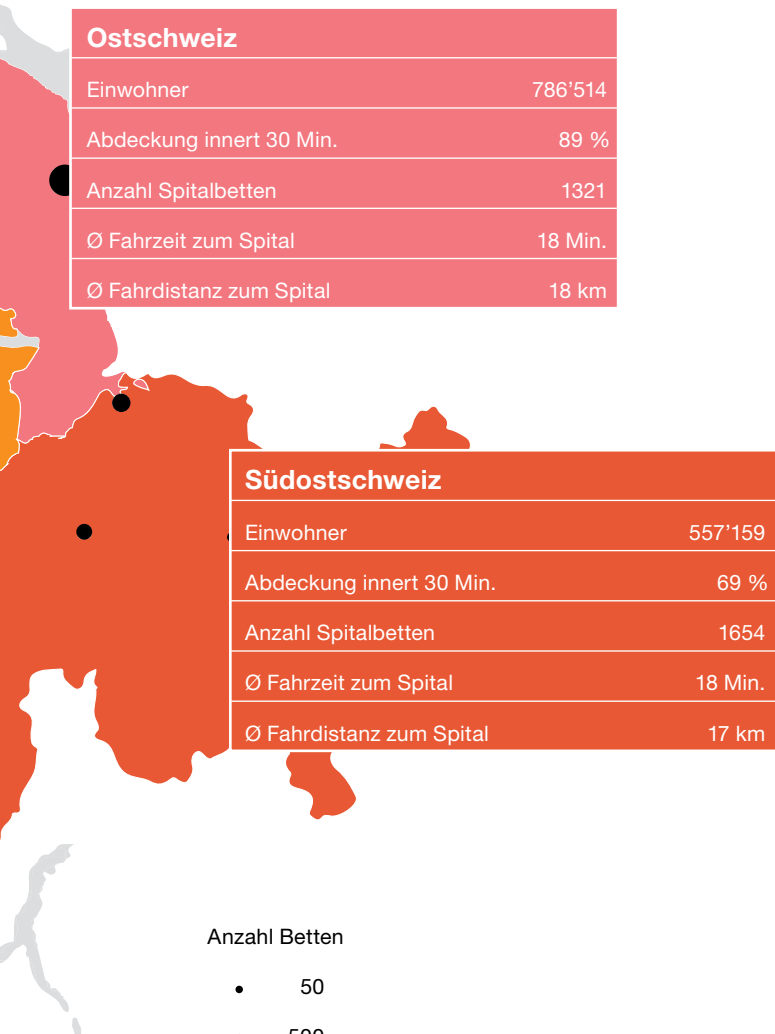 Ostschweiz
Einwohner 786’514
Abdeckung innert 30 Min. 89 %
Anzahl Spitalbetten 1321
Ø Fahrzeit zum Spital 18 Min.
Ø Fahrdistanz zum Spital 18 km
Südostschweiz
Einwohner 557’159
Abdeckung innert 30 Min. 69 %
Anzahl Spitalbetten 1654
Ø Fahrzeit zum Spital 18 Min.
Ø Fahrdistanz zum Spital 17 km
Anzahl Betten
50
500